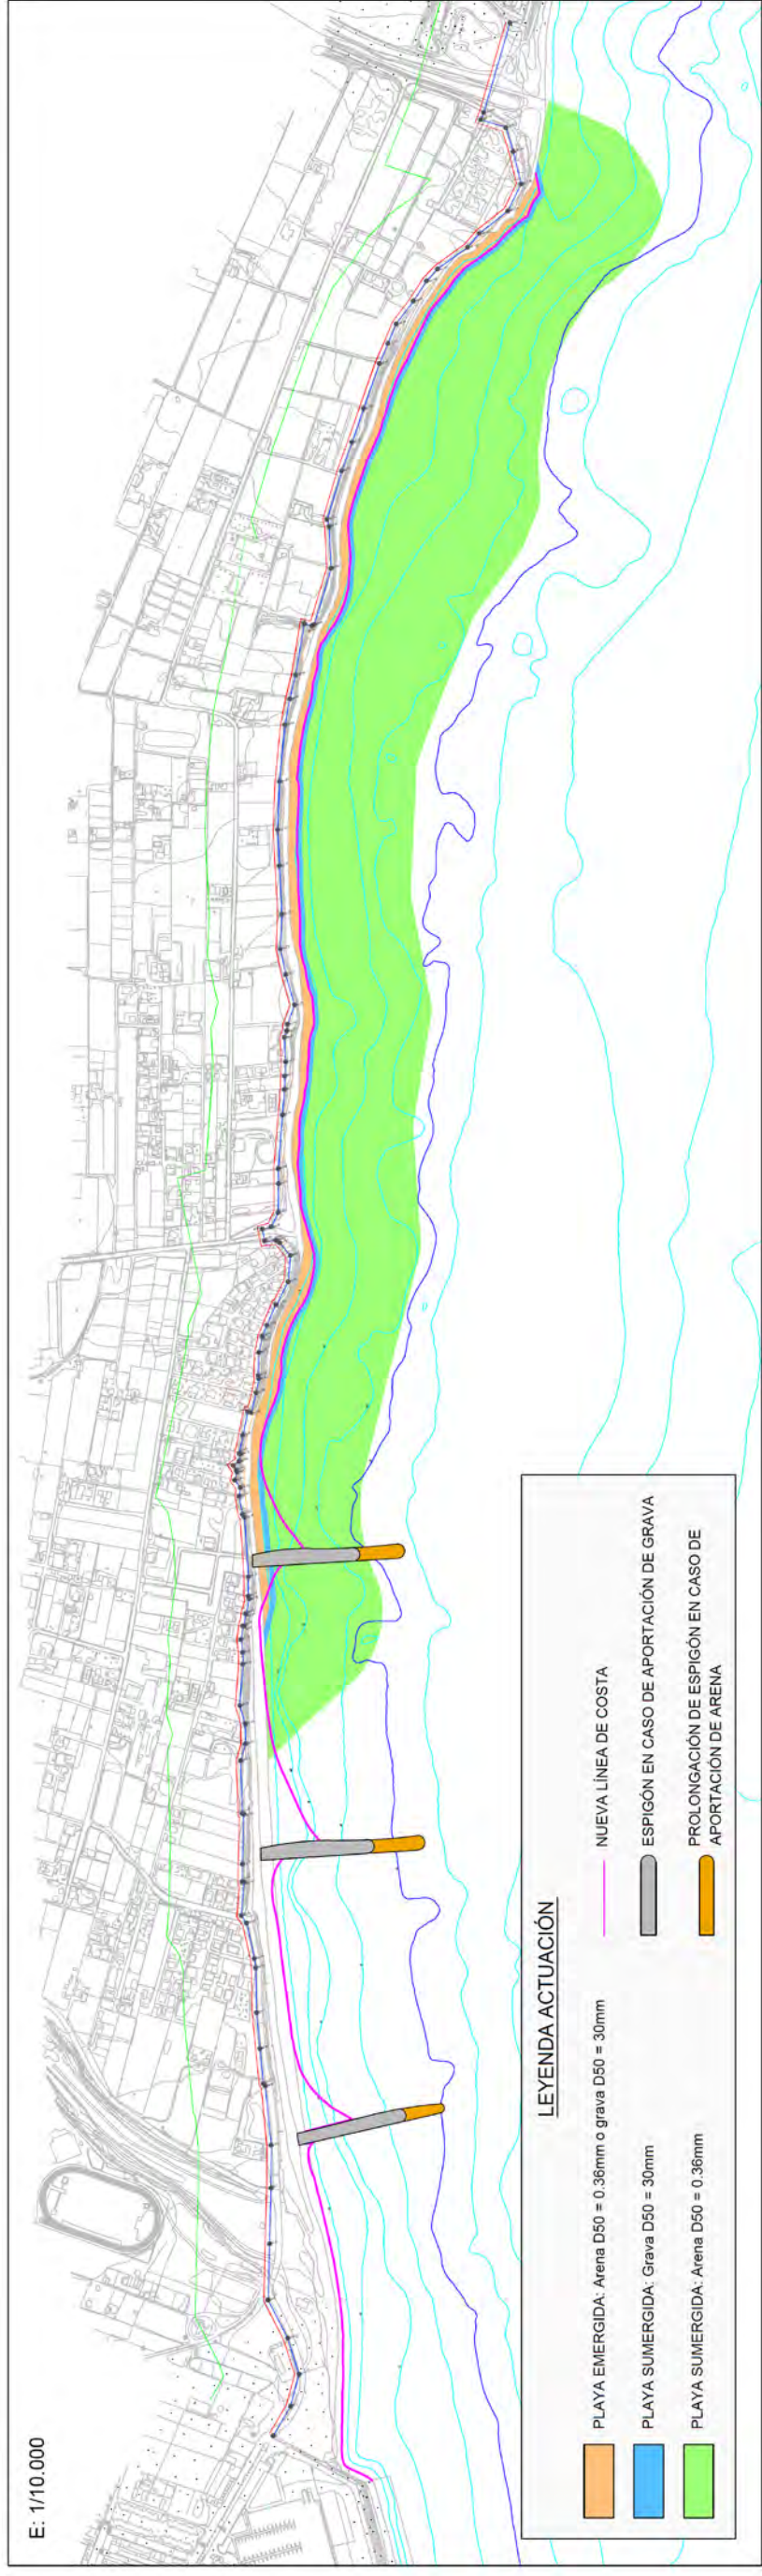 E: 1/10.000
LEYENDA ACTUACIÓN
PLAYA EMERGIDA: Arena D50 = 0.36mm o grava D50 = 30mm
PLAYA SUMERGIDA: Grava D50 = 30mm
PLAYA SUMERGIDA: Arena D50 = 0.36mm
NUEVA LÍNEA DE COSTA
ESPIGÓN EN CASO DE APORTACIÓN DE GRAVA
PROLONGACIÓN DE ESPIGÓN EN CASO DE
APORTACIÓN DE ARENA